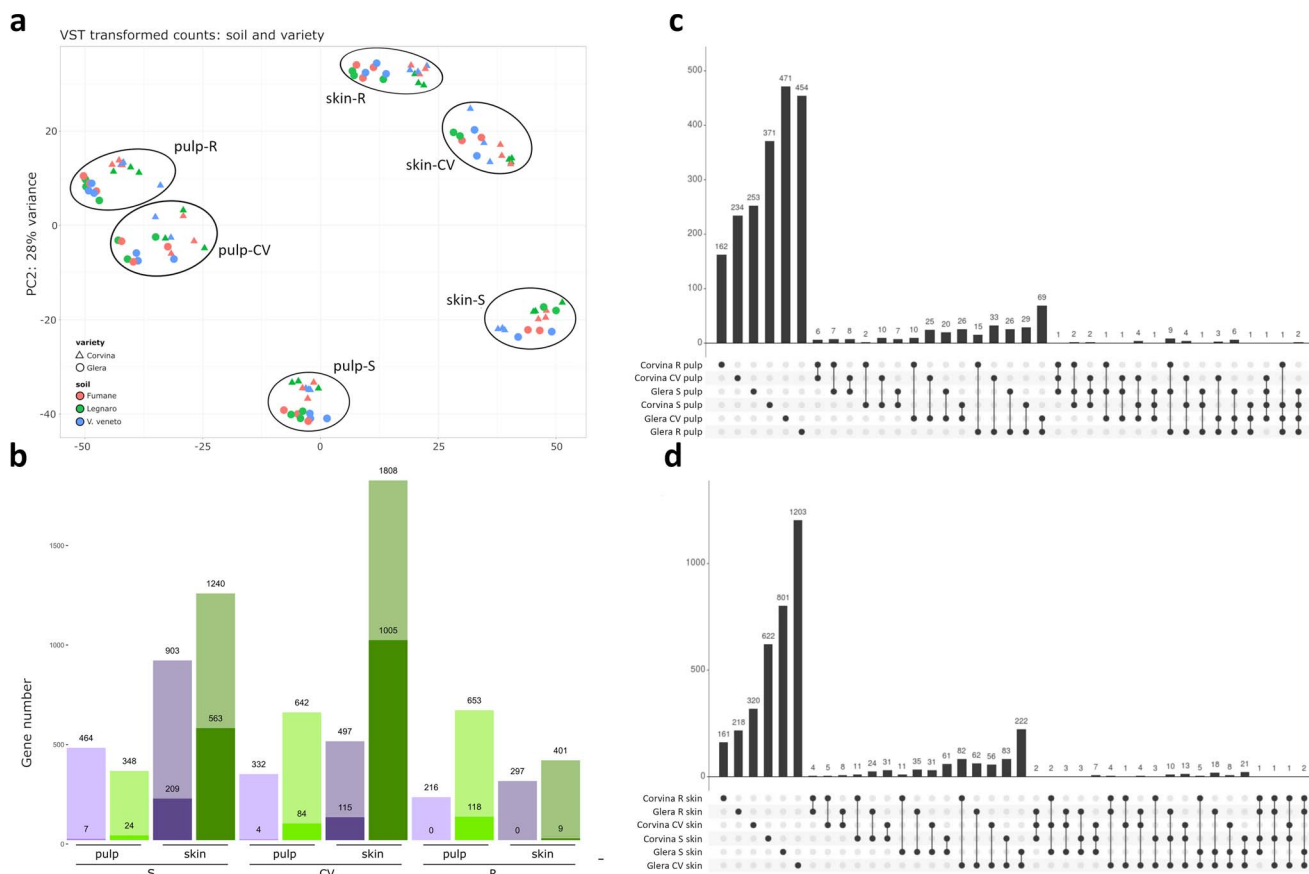 a
VST transformed counts: soil and variety
PC2: 28% variance
20
0
-20
-40
-50
-25
0
25
50
skin-R
skin-CV
pulp-R
pulp-CV
skin-S
pulp-S
variety
Corvina
Glera
soil
Fumane
Legnaro
V. veneto
b
Gene number
1500
1000
500
0
464
7
348
24
903
209
1240
563
332
4
642
84
497
115
1808
1005
216
0
653
118
297
0
401
9
pulp skin pulp skin pulp skin
S CV R
c
500
400
300
200
100
0
162 234 253 371 471 454 6 7 8 2 10 7 10 25 20 26 15 33 26 29 69 1 2 2 1 1 4 1 9 4 1 3 6 1 1 1 2
Corvina R pulp
Corvina CV pulp
Glera S pulp
Corvina S pulp
Glera CV pulp
Glera R pulp
d
1000
500
0
161 218 320 622 801 1203 4 5 8 11 24 31 11 35 31 61 82 62 56 83 222 2 2 3 3 7 4 1 4 3 10 13 5 18 8 21 1 1 1 2
Corvina R skin
Glera R skin
Corvina CV skin
Corvina S skin
Glera S skin
Glera CV skin